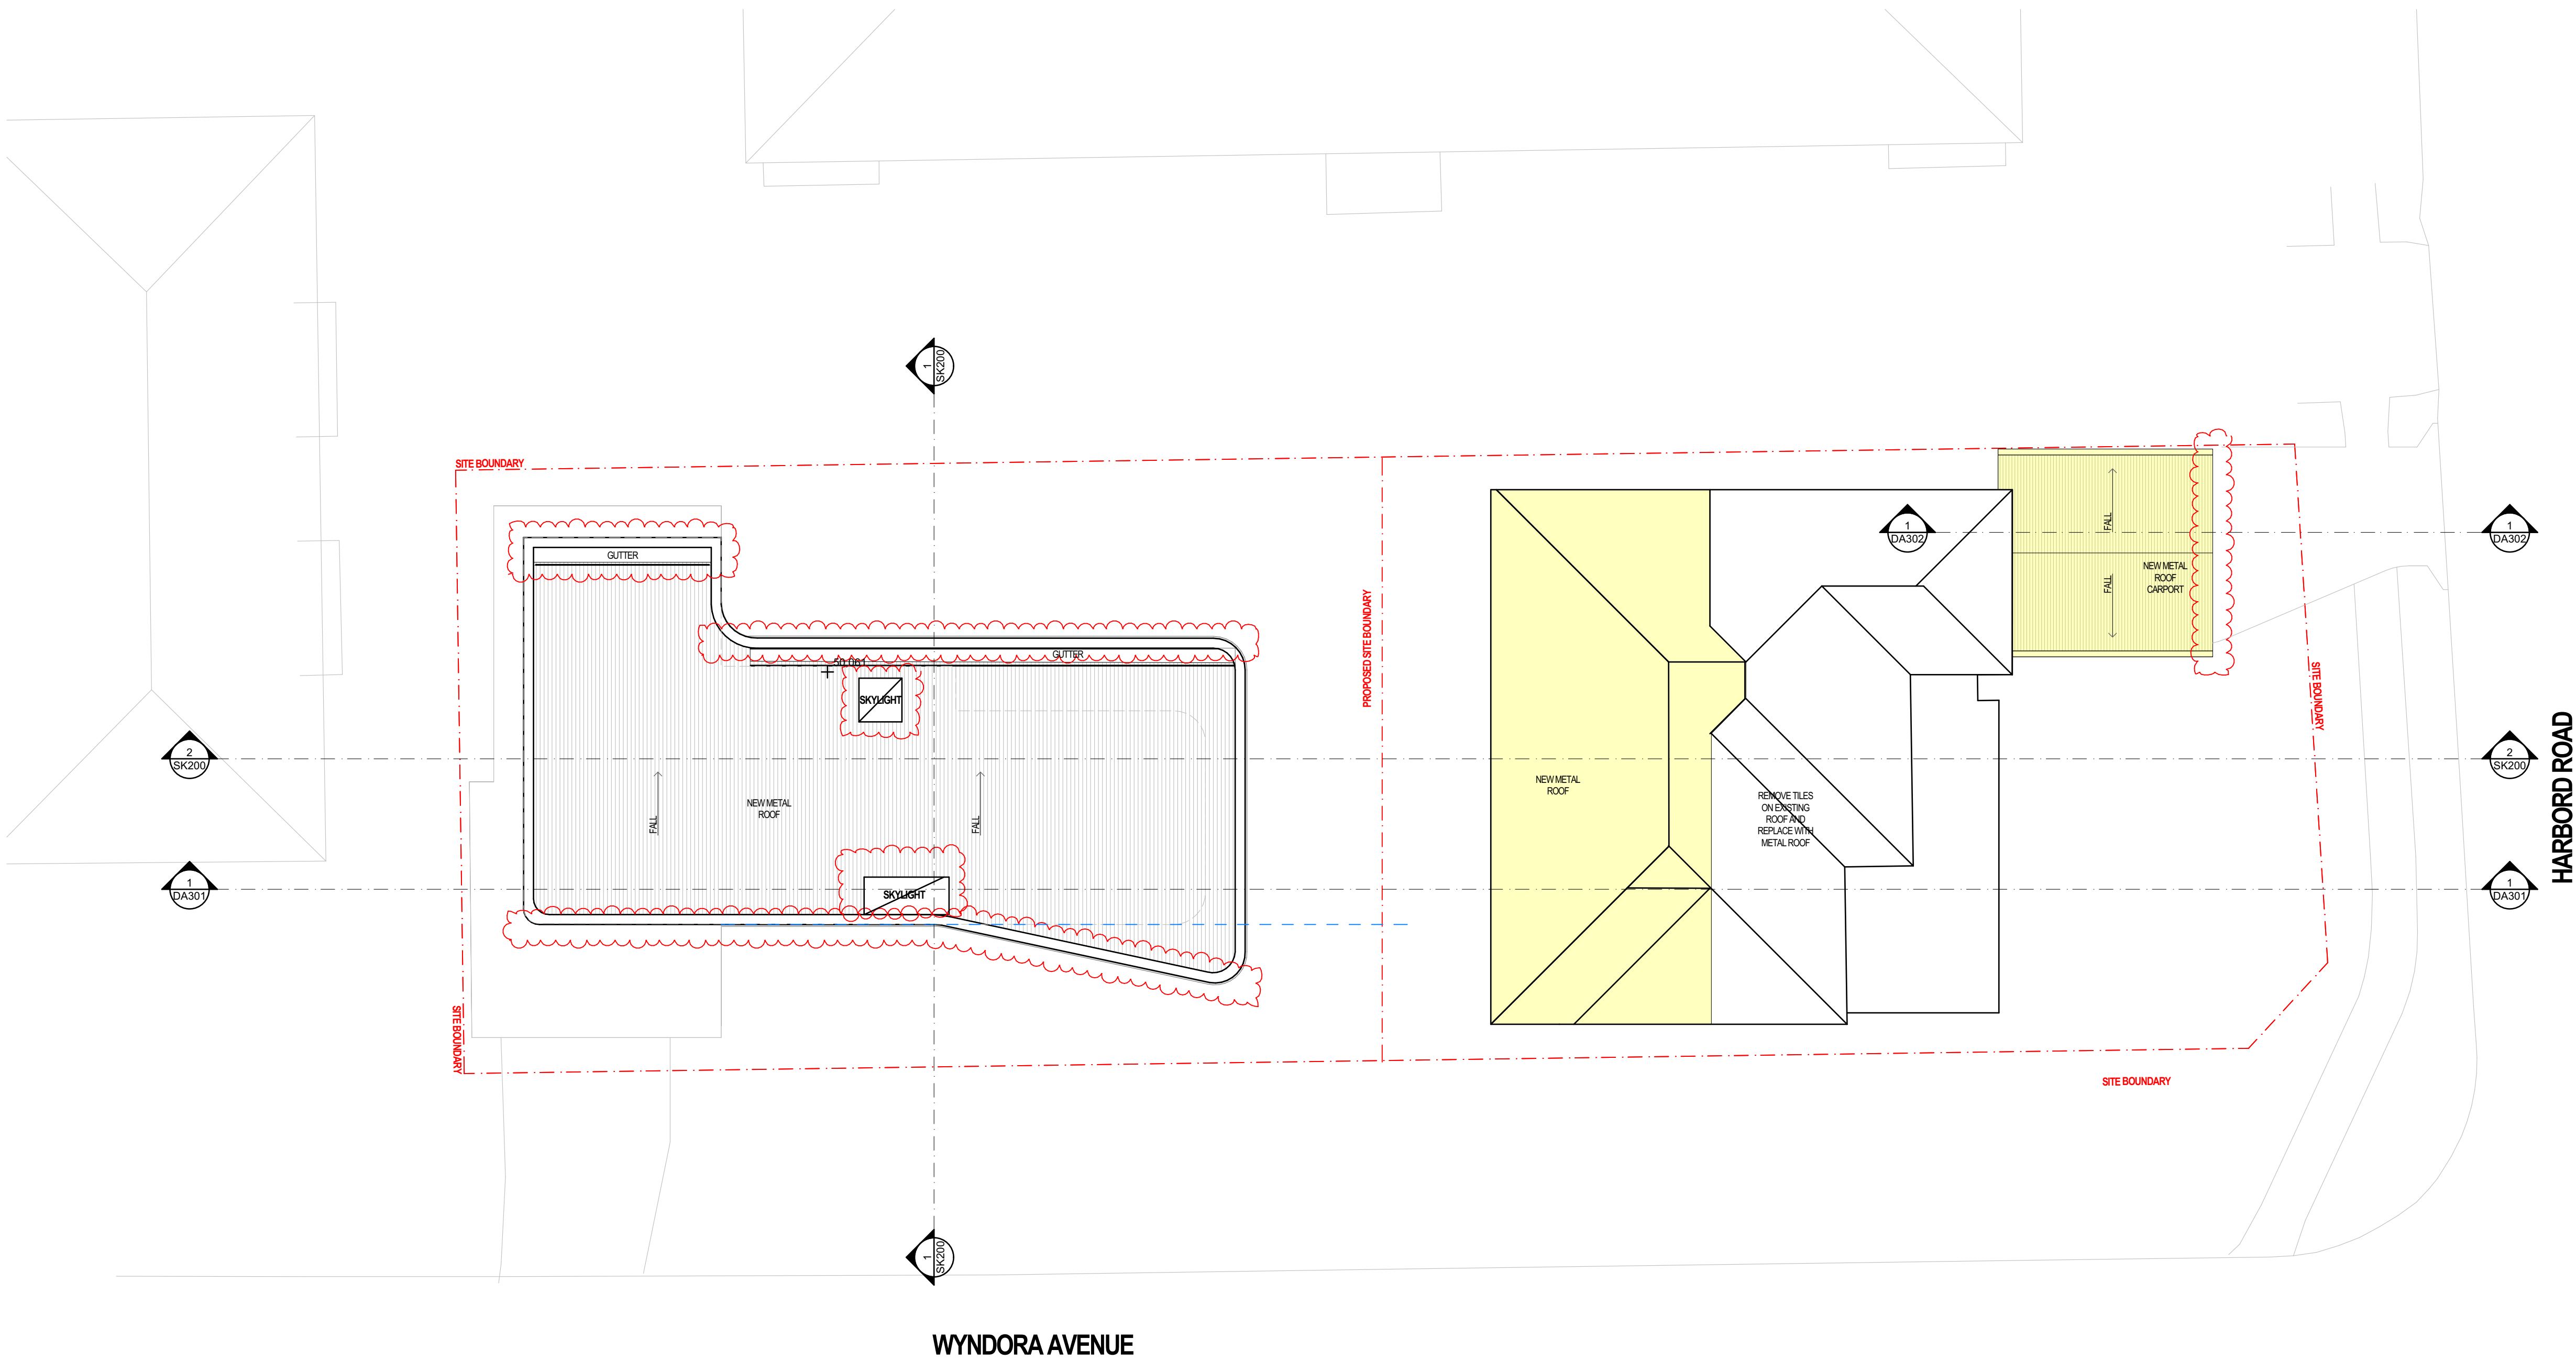 1
SK200
SITE BOUNDARY
GUTTER
PROPOSED SITE BOUNDARY
1
DA302
FALL
1
DA302
NEW METAL
ROOF
CARPORT
FALL
GUTTER
50.061
SKYLIGHT
SITE BOUNDARY
HARBORD ROAD
2
SK200
2
SK200
NEW METAL
ROOF
FALL
NEW METAL
ROOF
FALL
REMOVE TILES
ON EXISTING
ROOF AND
REPLACE WITH
METAL ROOF
1
DA301
SKYLIGHT
1
DA301
SITE BOUNDARY
SITE BOUNDARY
1
SK200
WYNDORA AVENUE